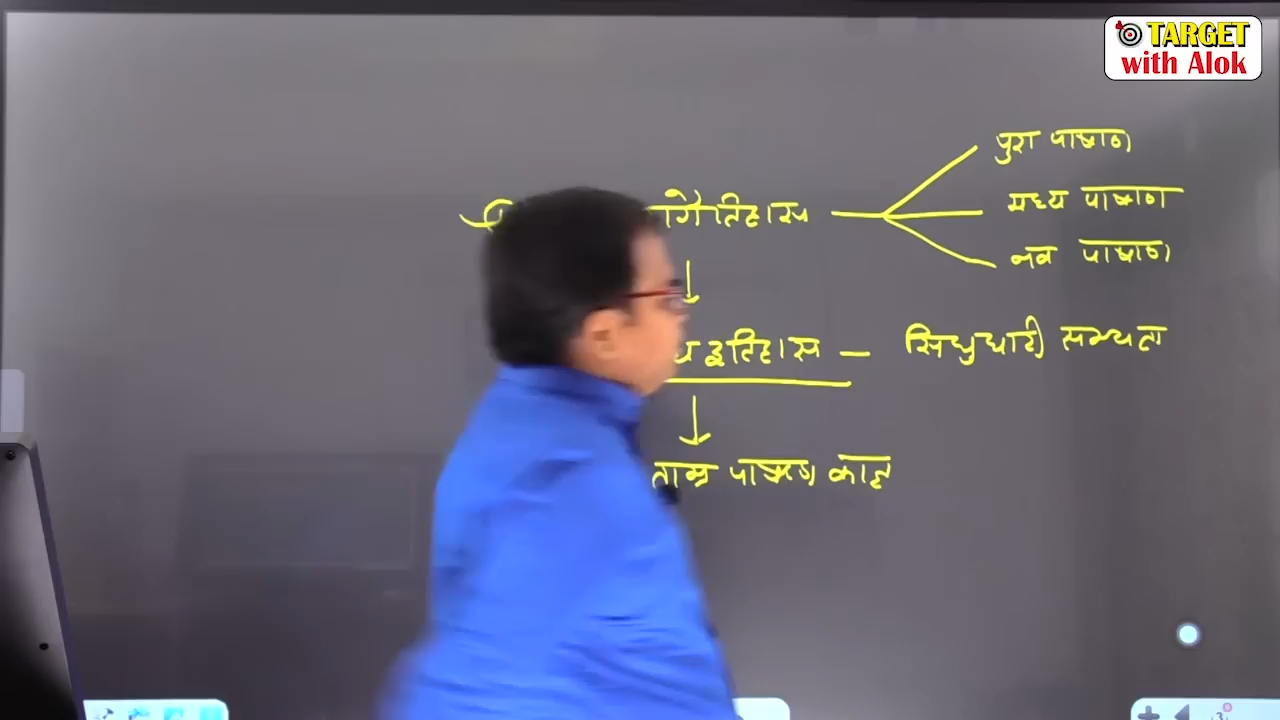 TARGET
with Alok
पुरा पाषाण
गैतिहास
मध्य पाषाण
नव पाषाण
इतिहास — सिंधुघाटी सभ्यता
ताम्र पाषाण काल